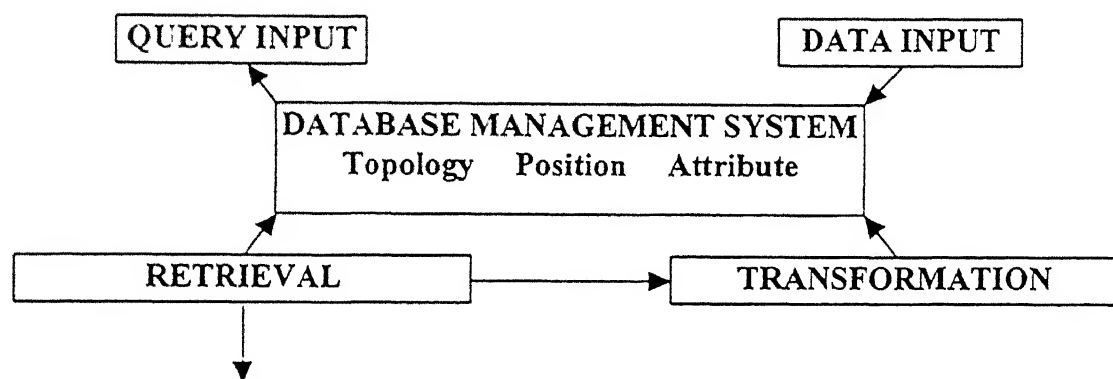 QUERY INPUT
DATA INPUT
DATABASE MANAGEMENT SYSTEM
Topology Position Attribute
RETRIEVAL
TRANSFORMATION